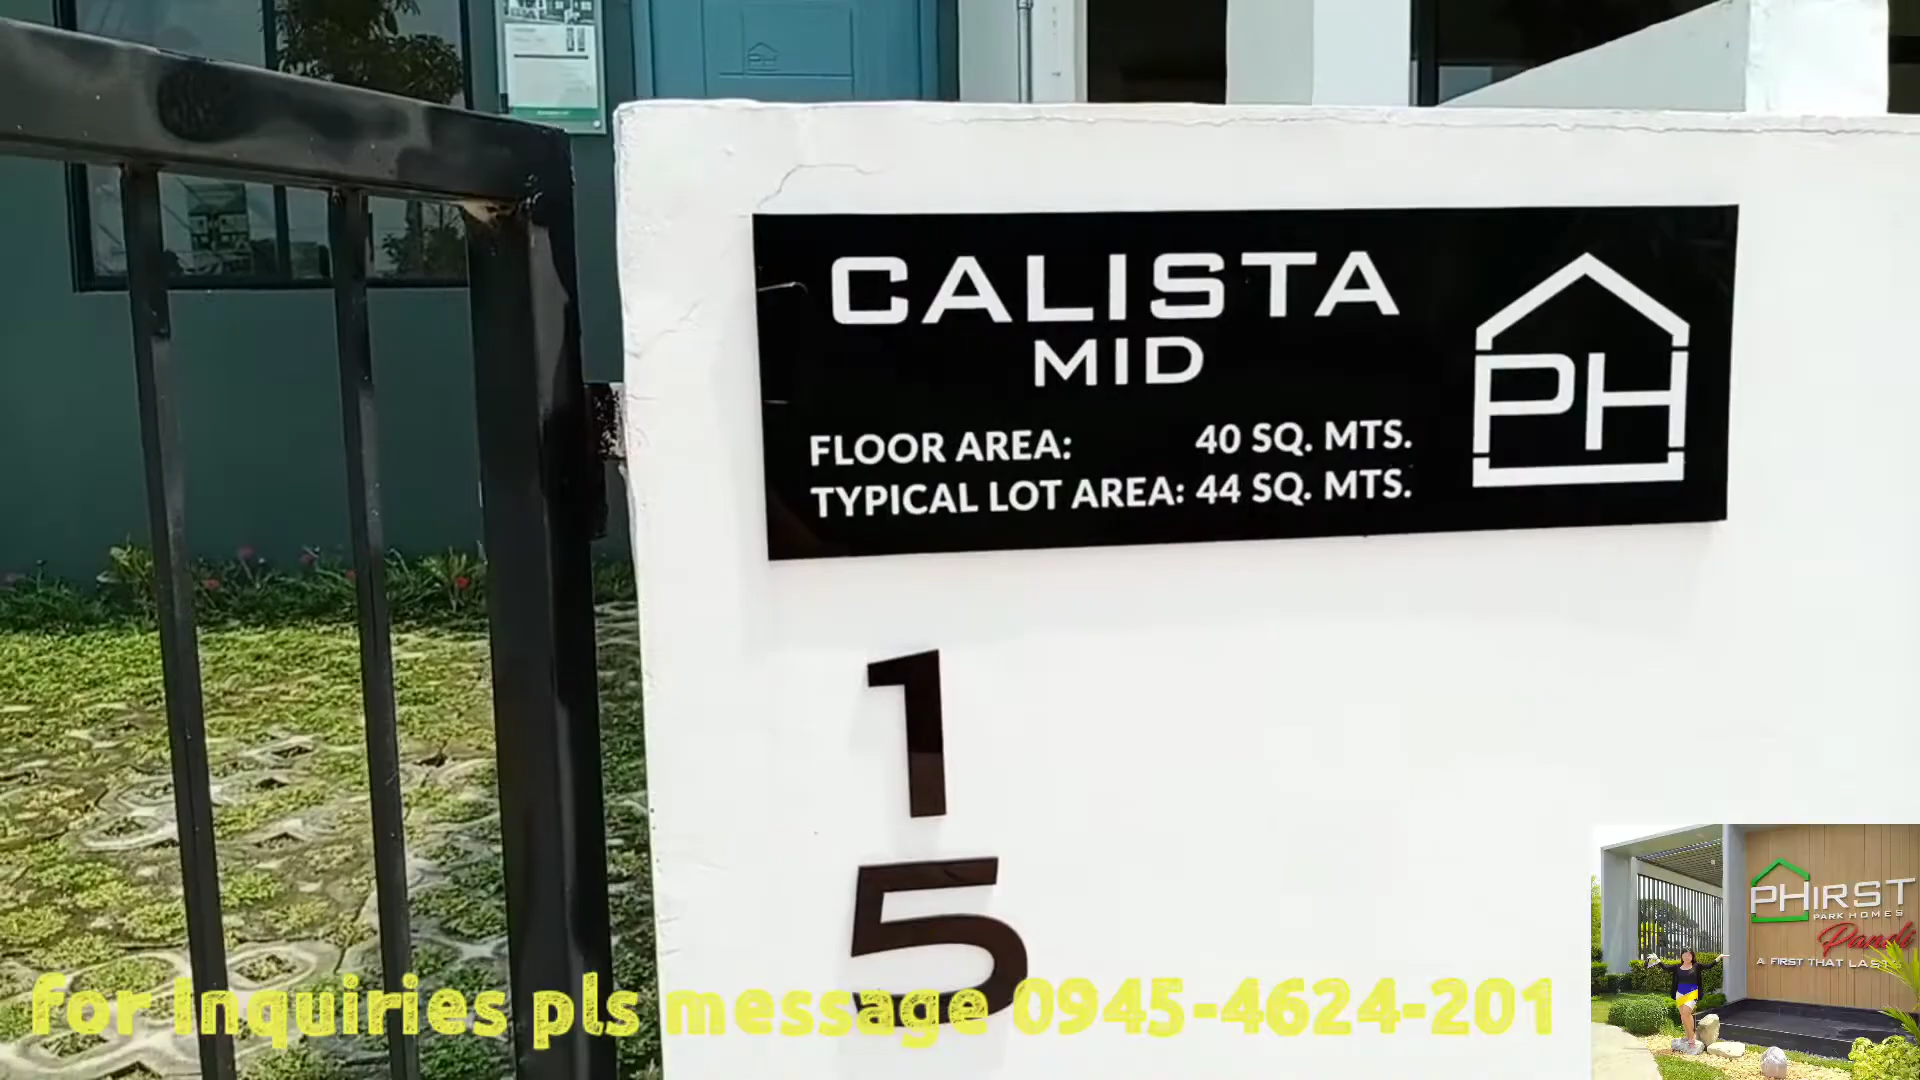 CALISTA
MID
FLOOR AREA: 40 SQ. MTS.
TYPICAL LOT AREA: 44 SQ. MTS.
PH
1
5
for Inquiries pls message 0945-4624-201
PHIRST
PARK HOMES
Pandi
A FIRST THAT LASTS